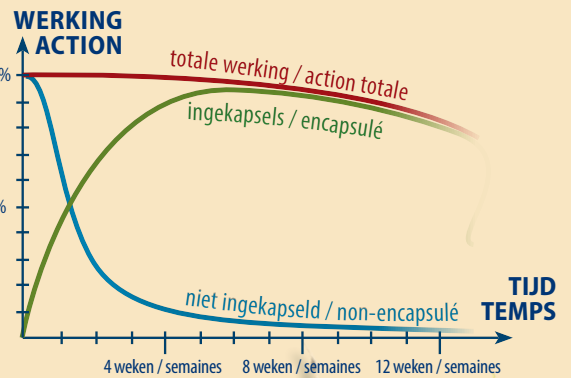 WERKING
ACTION
%
totale werking / action totale
ingekapsels / encapsulé
%
niet ingekapseld / non-encapsulé
TIJD
TEMPS
4 weken / semaines 8 weken / semaines 12 weken / semaines